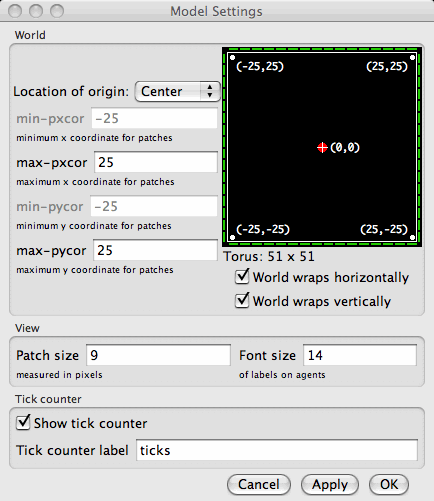 Model Settings
World
Location of origin: Center
min-pxcor -25
minimum x coordinate for patches
max-pxcor 25
maximum x coordinate for patches
min-pycor -25
minimum y coordinate for patches
max-pycor 25
maximum y coordinate for patches
(-25,25) (25,25)
(0,0)
(-25,-25) (25,-25)
Torus: 51 x 51
World wraps horizontally
World wraps vertically
View
Patch size 9
measured in pixels
Font size 14
of labels on agents
Tick counter
Show tick counter
Tick counter label ticks
Cancel Apply OK